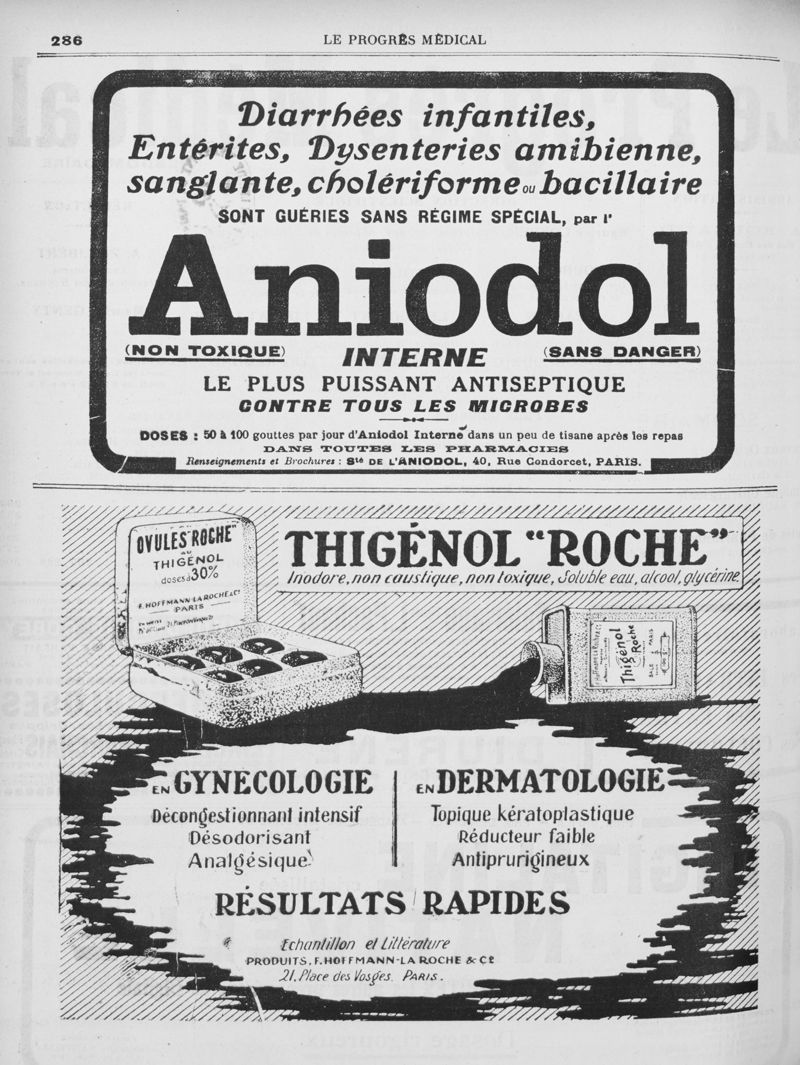 286
LE PROGRÈS MÉDICAL
Diarrhées infantiles,
Entérites, Dysenteries amibienne,
sanglante, cholériforme ou bacillaire
SONT GUÉRIES SANS RÉGIME SPÉCIAL, par l'
Aniodol
(NON TOXIQUE) INTERNE (SANS DANGER)
LE PLUS PUISSANT ANTISEPTIQUE
CONTRE TOUS LES MICROBES
DOSES : 50 à 100 gouttes par jour d'Aniodol Interne dans un peu de tisane après les repas
DANS TOUTES LES PHARMACIES
Renseignements et Brochures : Sté DE L'ANIODOL, 40, Rue Condorcet, PARIS.
OVULES "ROCHE"
au
THIGÉNOL
doses à 30%
F. HOFFMANN-LA ROCHE & Co
PARIS
THIGÉNOL "ROCHE"
Inodore, non caustique, non toxique, Soluble eau, alcool, glycérine
Thigénol
Roche
EN GYNÉCOLOGIE
Décongestionnant intensif
Désodorisant
Analgésique
EN DERMATOLOGIE
Topique kératoplastique
Réducteur faible
Antiprurigineux
RÉSULTATS RAPIDES
Echantillon et Littérature
PRODUITS. F. HOFFMANN-LA ROCHE & Co
21, Place des Vosges. PARIS.